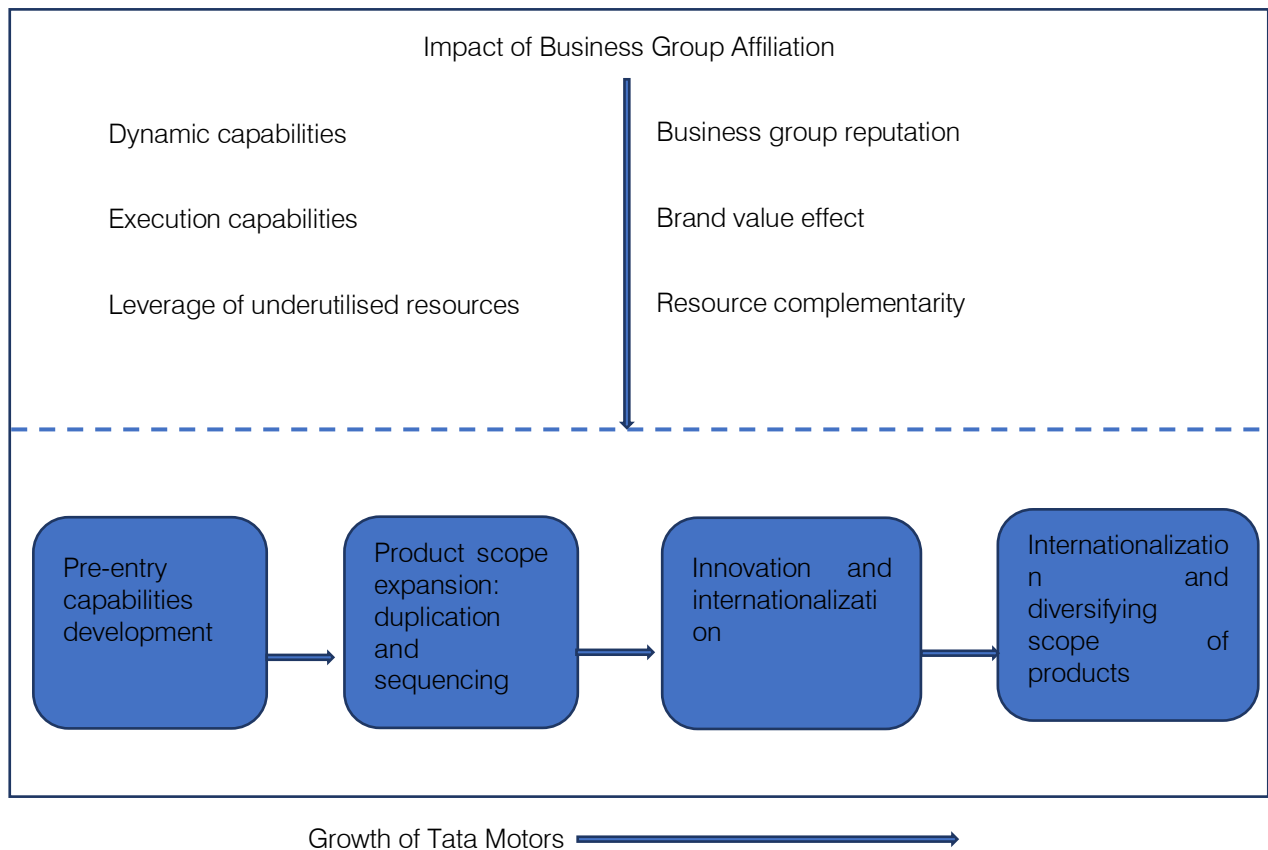 Impact of Business Group Affiliation
Dynamic capabilities
Business group reputation
Execution capabilities
Brand value effect
Leverage of underutilised resources
Resource complementarity
Pre-entry
capabilities
development
Product scope
expansion:
duplication
and
sequencing
Innovation and
internationalizati
on
Internationalizatio
n and
diversifying
scope of
products
Growth of Tata Motors